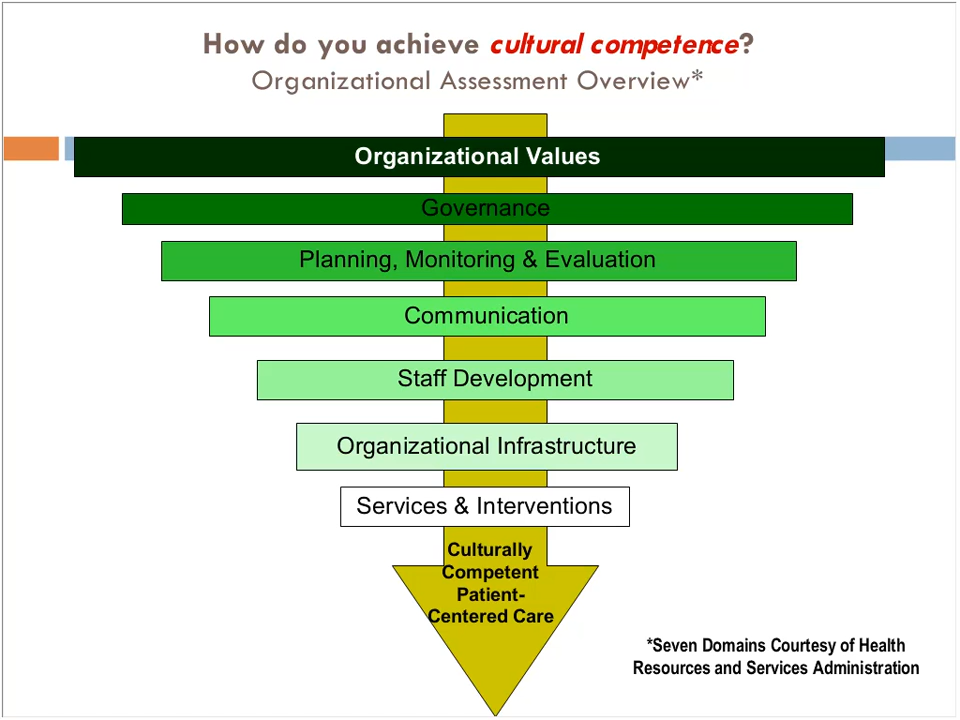 How do you achieve cultural competence?
Organizational Assessment Overview*
Organizational Values
Governance
Planning, Monitoring & Evaluation
Communication
Staff Development
Organizational Infrastructure
Services & Interventions
Culturally
Competent
Patient-
Centered Care
*Seven Domains Courtesy of Health
Resources and Services Administration